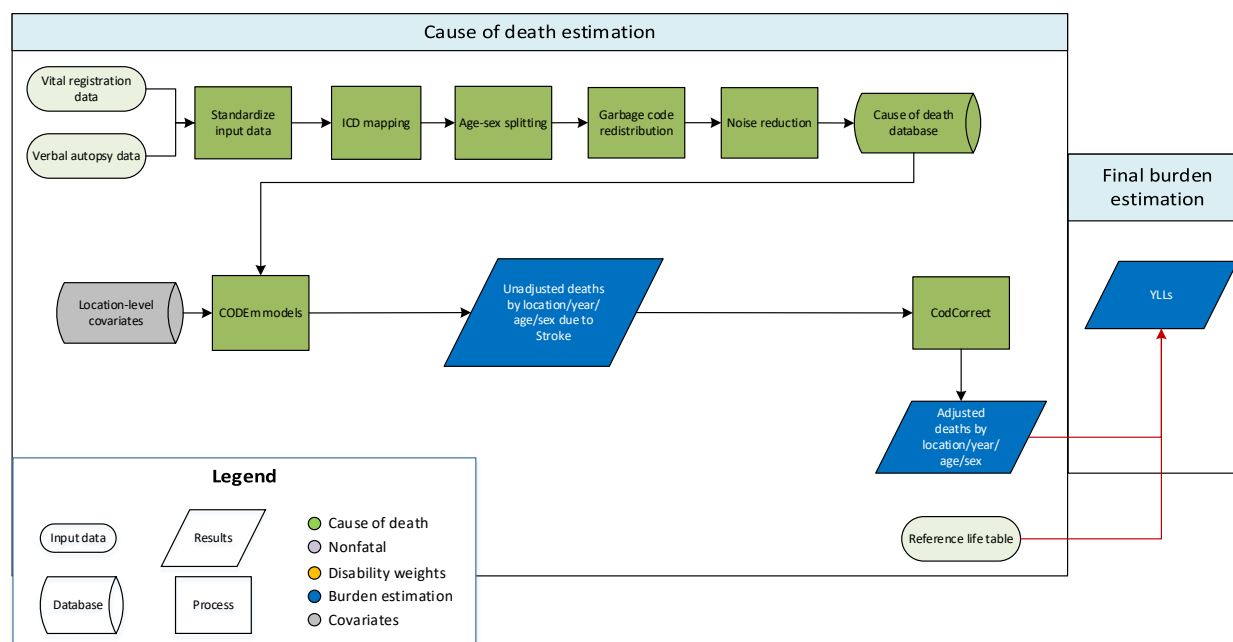 Cause of death estimation
Vital registration
data
Verbal autopsy data
Standardize
input data
ICD mapping
Age-sex splitting
Garbage code
redistribution
Noise reduction
Cause of death
database
Final burden
estimation
Location-level
covariates
CODEm models
Unadjusted deaths
by location/year/
age/sex due to
Stroke
CodCorrect
YLLs
Adjusted
deaths by
location/year/
age/sex
Reference life table
Legend
Input data
Results
Database
Process
Cause of death
Nonfatal
Disability weights
Burden estimation
Covariates